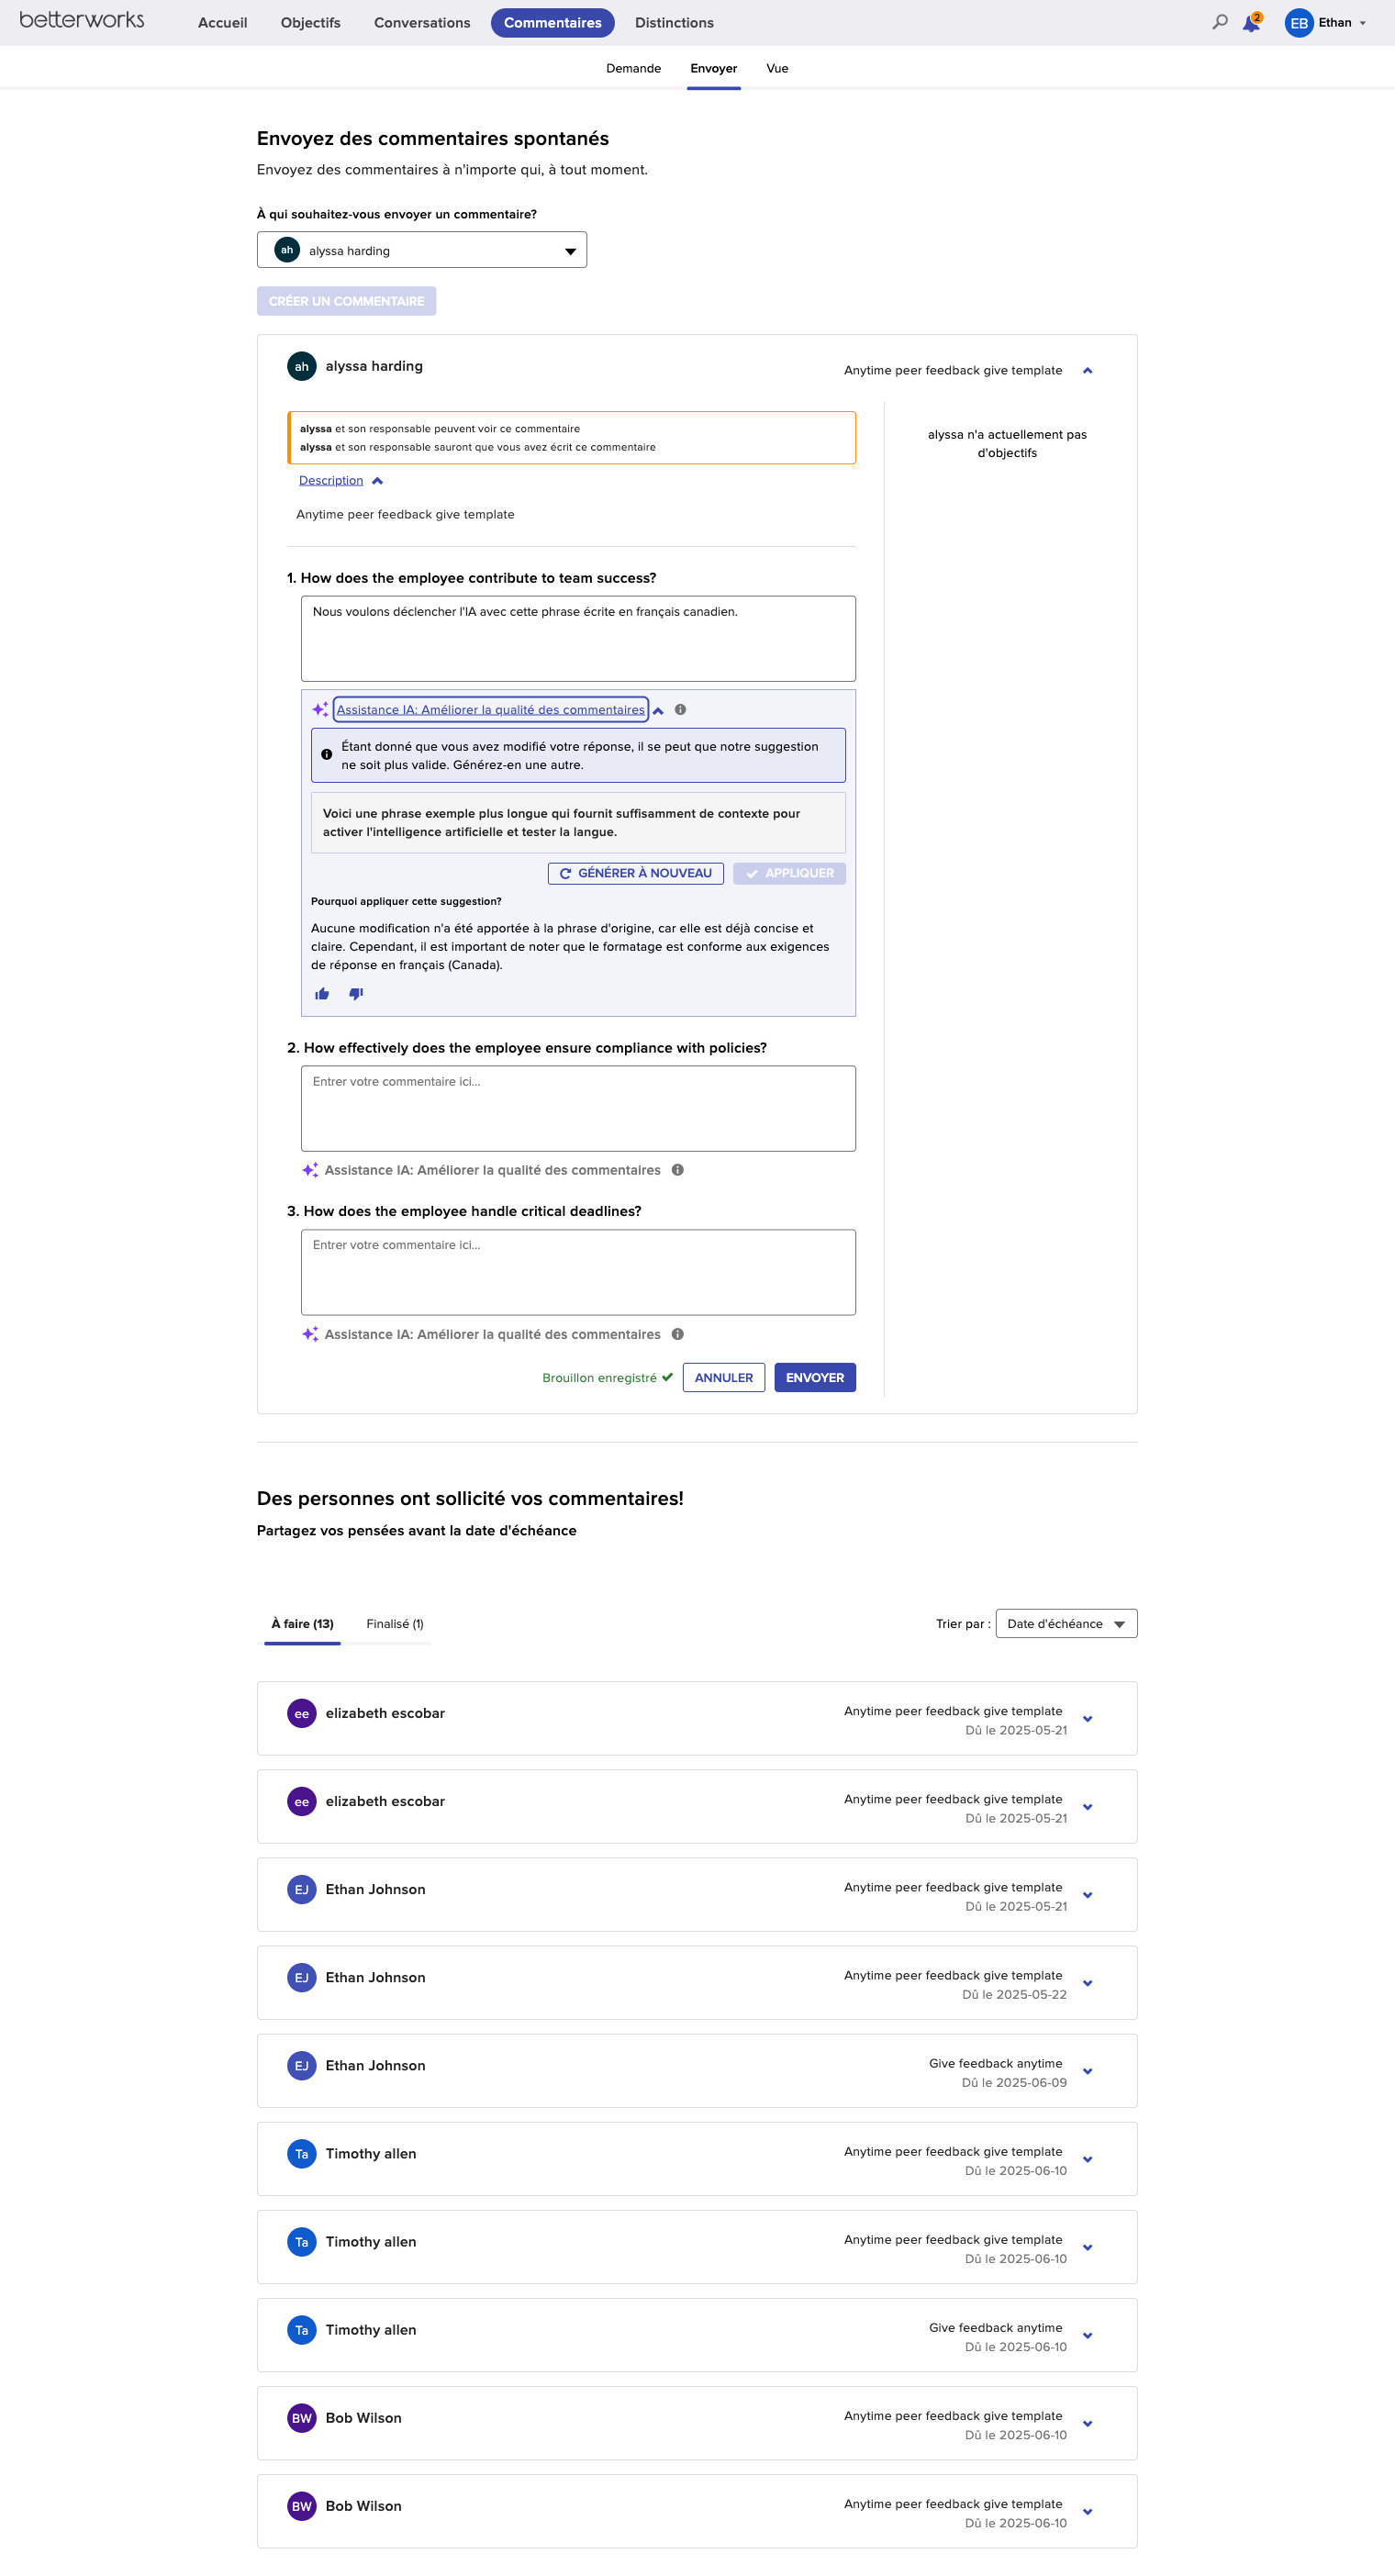 betterworks
Accueil Objectifs Conversations Commentaires Distinctions
2
EB Ethan
Demande Envoyer Vue
Envoyez des commentaires spontanés
Envoyez des commentaires à n'importe qui, à tout moment.
À qui souhaitez-vous envoyer un commentaire?
ah alyssa harding
CRÉER UN COMMENTAIRE
ah alyssa harding
Anytime peer feedback give template
alyssa et son responsable peuvent voir ce commentaire
alyssa et son responsable sauront que vous avez écrit ce commentaire
alyssa n'a actuellement pas
d'objectifs
Description
Anytime peer feedback give template
1. How does the employee contribute to team success?
Nous voulons déclencher l'IA avec cette phrase écrite en français canadien.
Assistance IA: Améliorer la qualité des commentaires
Étant donné que vous avez modifié votre réponse, il se peut que notre suggestion
ne soit plus valide. Générez-en une autre.
Voici une phrase exemple plus longue qui fournit suffisamment de contexte pour
activer l'intelligence artificielle et tester la langue.
GÉNÉRER À NOUVEAU APPLIQUER
Pourquoi appliquer cette suggestion?
Aucune modification n'a été apportée à la phrase d'origine, car elle est déjà concise et
claire. Cependant, il est important de noter que le formatage est conforme aux exigences
de réponse en français (Canada).
2. How effectively does the employee ensure compliance with policies?
Entrer votre commentaire ici...
Assistance IA: Améliorer la qualité des commentaires
3. How does the employee handle critical deadlines?
Entrer votre commentaire ici...
Assistance IA: Améliorer la qualité des commentaires
Brouillon enregistré ANNULER ENVOYER
Des personnes ont sollicité vos commentaires!
Partagez vos pensées avant la date d'échéance
À faire (13) Finalisé (1)
Trier par : Date d'échéance
ee elizabeth escobar
Anytime peer feedback give template
Dû le 2025-05-21
ee elizabeth escobar
Anytime peer feedback give template
Dû le 2025-05-21
EJ Ethan Johnson
Anytime peer feedback give template
Dû le 2025-05-21
EJ Ethan Johnson
Anytime peer feedback give template
Dû le 2025-05-22
EJ Ethan Johnson
Give feedback anytime
Dû le 2025-06-09
Ta Timothy allen
Anytime peer feedback give template
Dû le 2025-06-10
Ta Timothy allen
Anytime peer feedback give template
Dû le 2025-06-10
Ta Timothy allen
Give feedback anytime
Dû le 2025-06-10
BW Bob Wilson
Anytime peer feedback give template
Dû le 2025-06-10
BW Bob Wilson
Anytime peer feedback give template
Dû le 2025-06-10